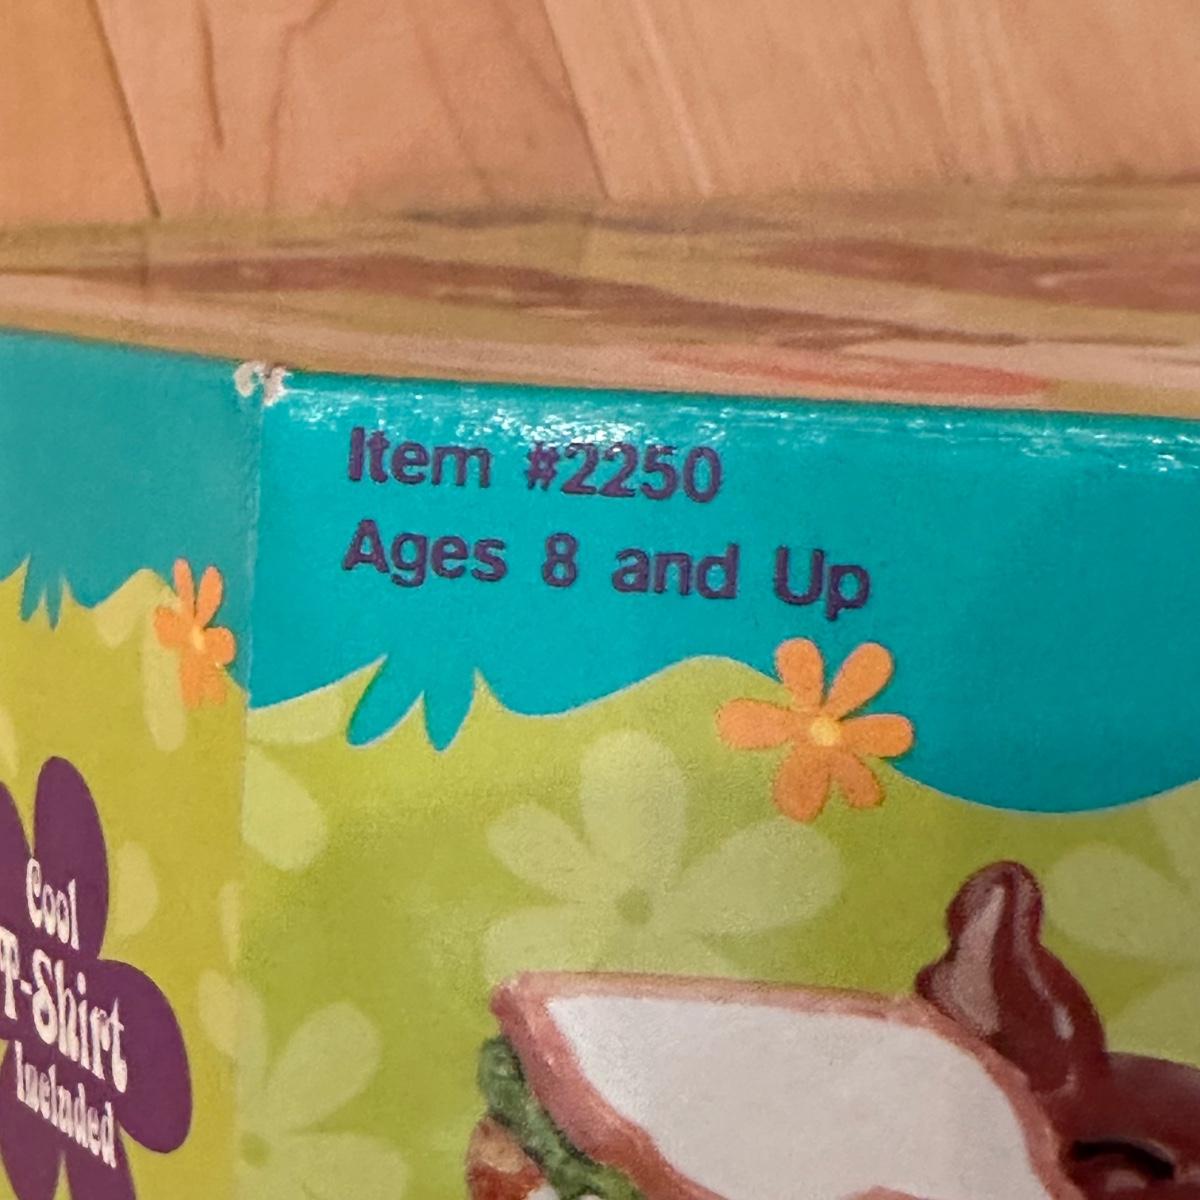 Item #2250
Ages 8 and Up
Cool
T-Shirt
Included